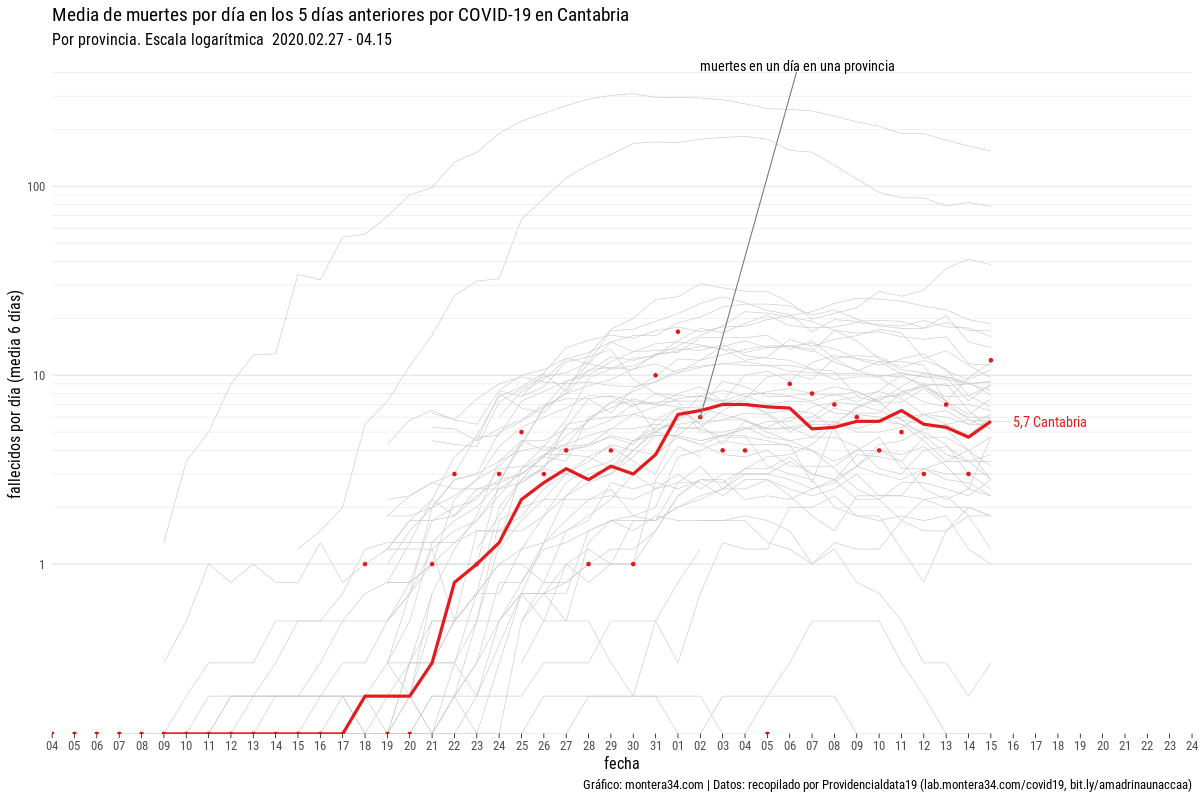 Media de muertes por día en los 5 días anteriores por COVID-19 en Cantabria
Por provincia. Escala logarítmica  2020.02.27 - 04.15
muertes en un día en una provincia
fallecidos por día (media 6 días)
100
10
1
5,7 Cantabria
04 05 06 07 08 09 10 11 12 13 14 15 16 17 18 19 20 21 22 23 24 25 26 27 28 29 30 31 01 02 03 04 05 06 07 08 09 10 11 12 13 14 15 16 17 18 19 20 21 22 23 24
fecha
Gráfico: montera34.com | Datos: recopilado por Providencialdata19 (lab.montera34.com/covid19, bit.ly/amadrinaunaccaa)